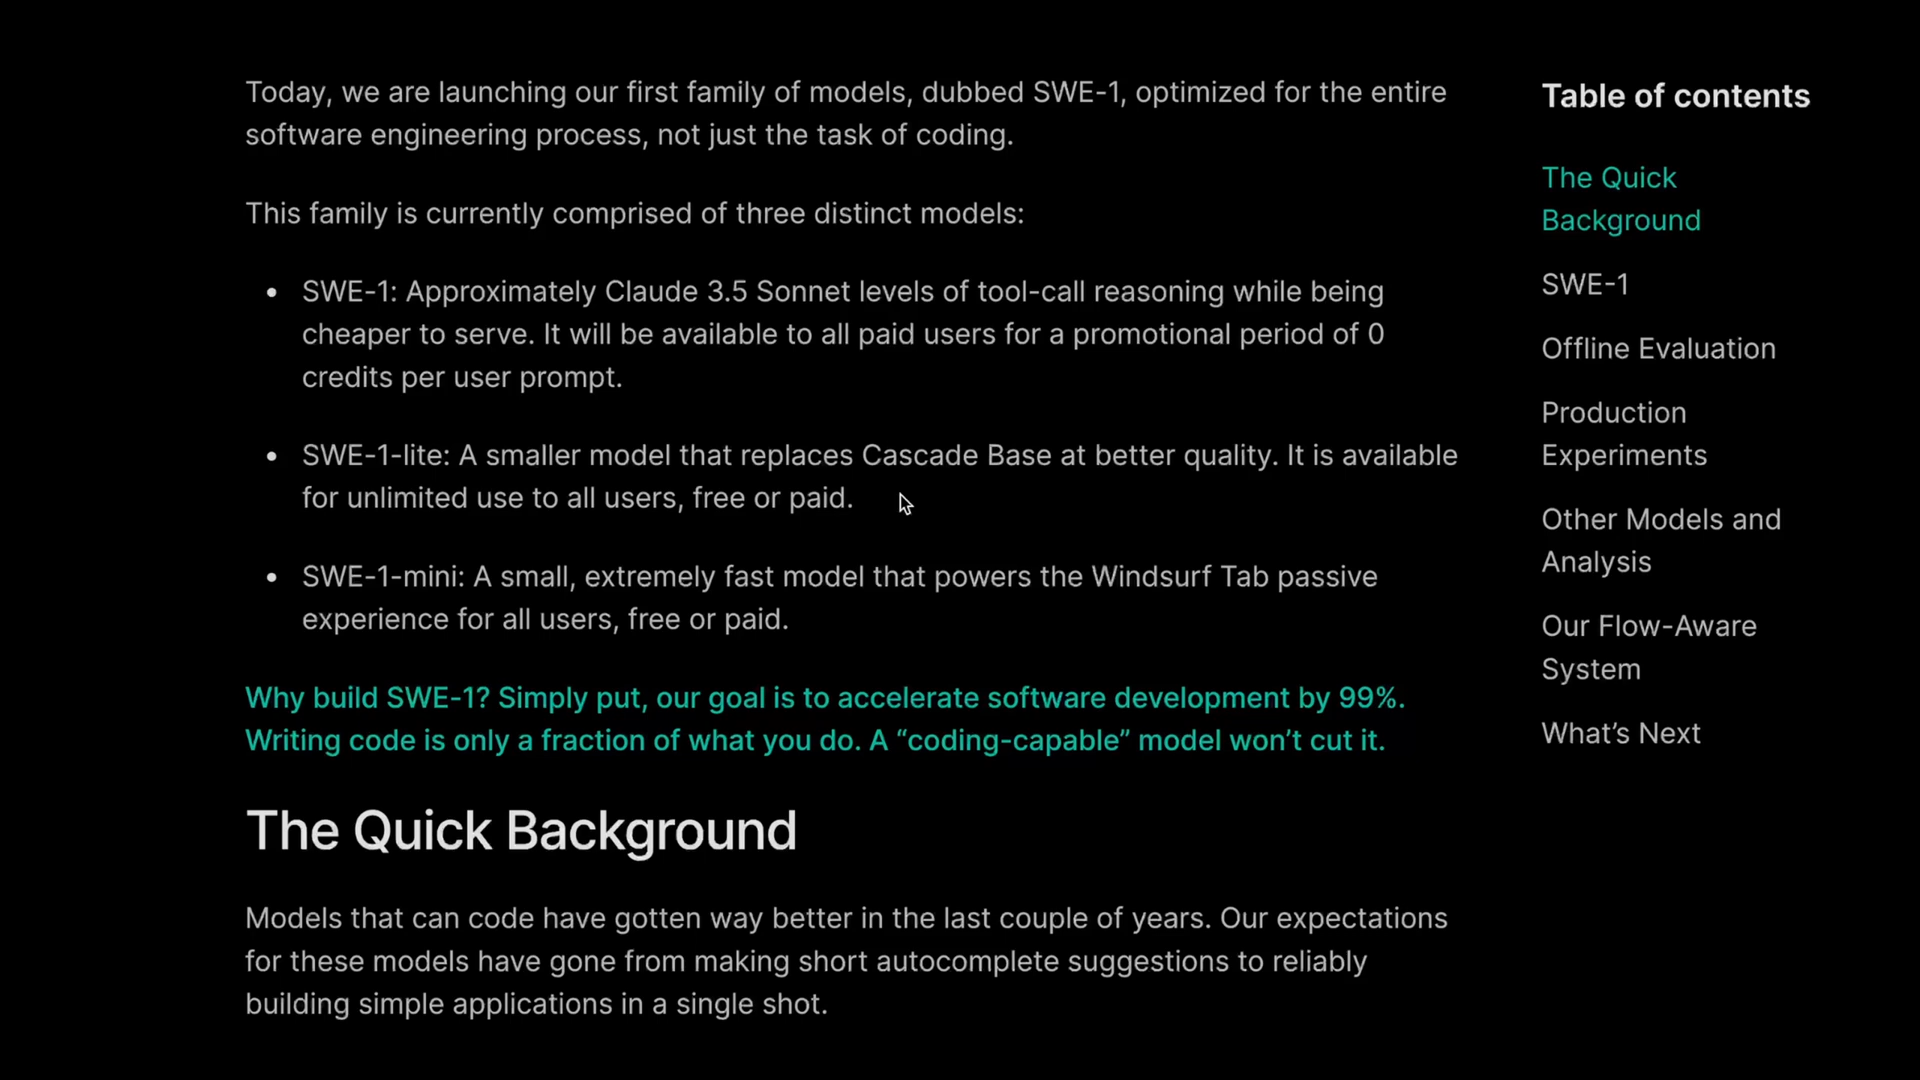 Today, we are launching our first family of models, dubbed SWE-1, optimized for the entire
software engineering process, not just the task of coding.
This family is currently comprised of three distinct models:
• SWE-1: Approximately Claude 3.5 Sonnet levels of tool-call reasoning while being
cheaper to serve. It will be available to all paid users for a promotional period of 0
credits per user prompt.
• SWE-1-lite: A smaller model that replaces Cascade Base at better quality. It is available
for unlimited use to all users, free or paid.
• SWE-1-mini: A small, extremely fast model that powers the Windsurf Tab passive
experience for all users, free or paid.
Why build SWE-1? Simply put, our goal is to accelerate software development by 99%.
Writing code is only a fraction of what you do. A “coding-capable” model won’t cut it.
The Quick Background
Models that can code have gotten way better in the last couple of years. Our expectations
for these models have gone from making short autocomplete suggestions to reliably
building simple applications in a single shot.
Table of contents
The Quick
Background
SWE-1
Offline Evaluation
Production
Experiments
Other Models and
Analysis
Our Flow-Aware
System
What’s Next